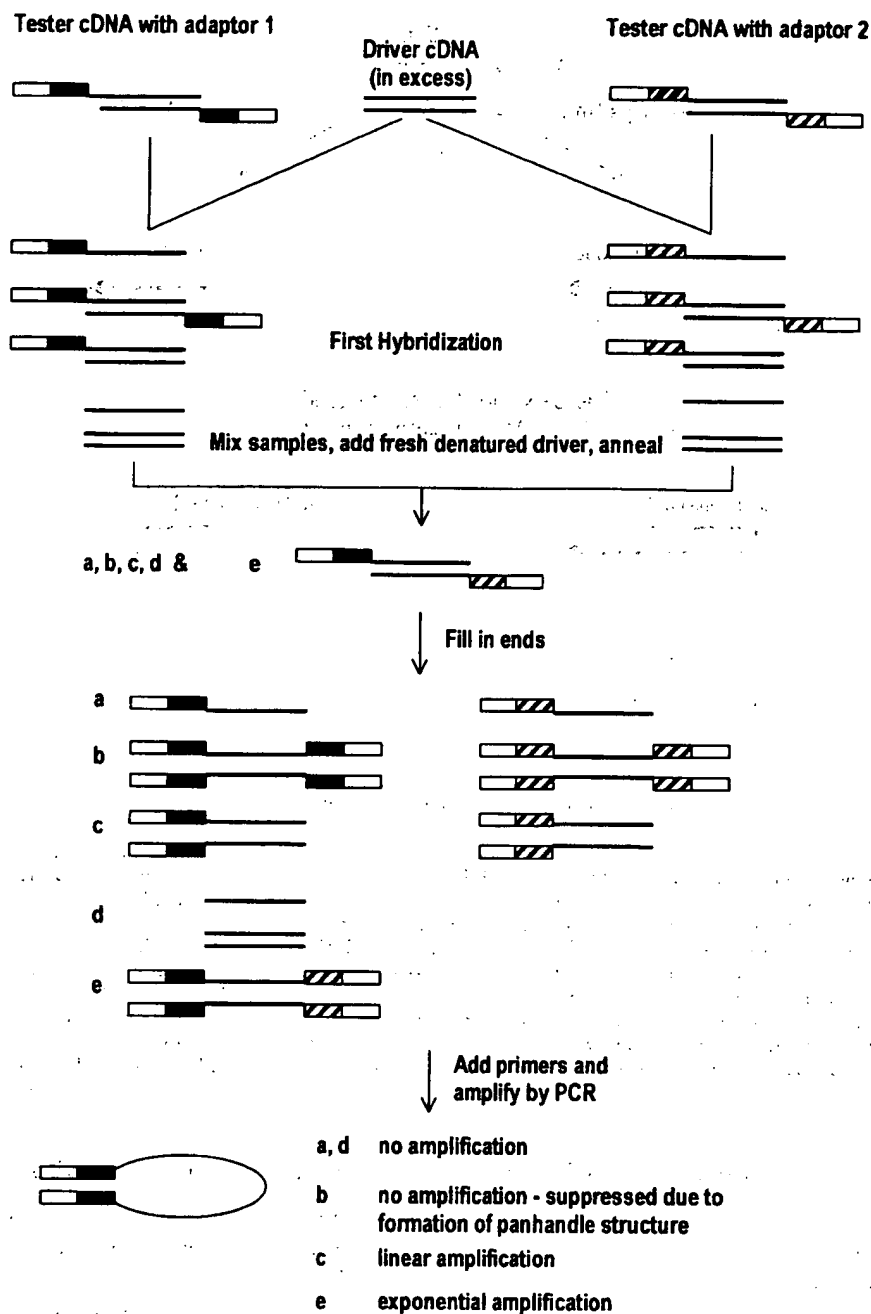 Tester cDNA with adaptor 1
Driver cDNA
(in excess)
Tester cDNA with adaptor 2
First Hybridization
Mix samples, add fresh denatured driver, anneal
a, b, c, d & e
Fill in ends
a
b
c
d
e
Add primers and
amplify by PCR
a, d no amplification
b no amplification - suppressed due to
formation of panhandle structure
c linear amplification
e exponential amplification